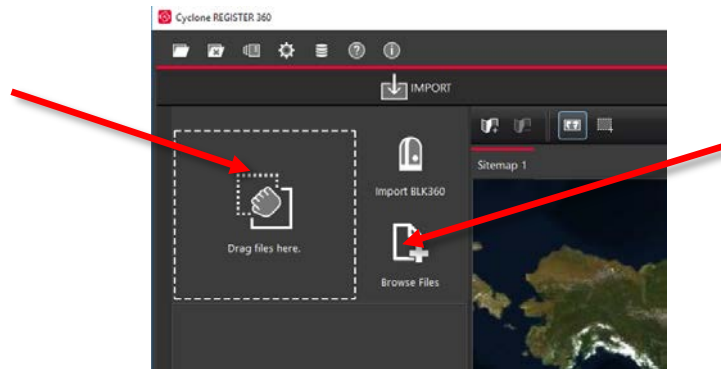 Cyclone REGISTER 360
IMPORT
Sitemap 1
Import BLK360
Drag files here.
Browse Files